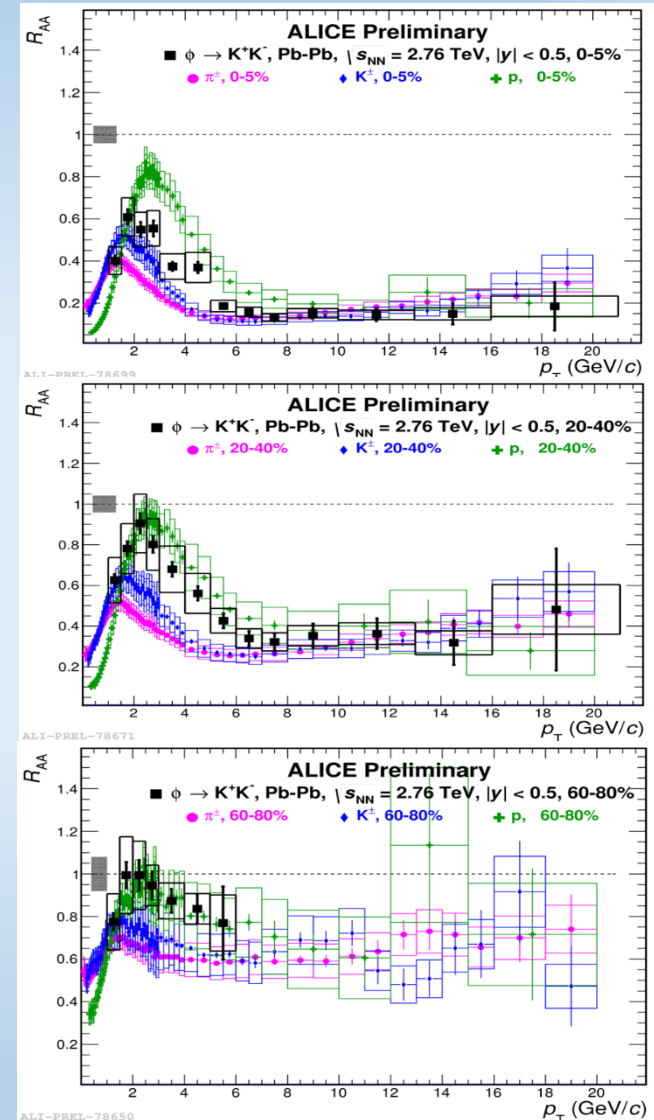 R_AA
ALICE Preliminary
1.4
ϕ → K⁺K⁻, Pb-Pb, \s_NN = 2.76 TeV, |y| < 0.5, 0-5%
1.2
π±, 0-5% K±, 0-5% p, 0-5%
1
0.8
0.6
0.4
0.2
2 4 6 8 10 12 14 16 18 20
ALI-PREL-78699
p_T (GeV/c)
R_AA
ALICE Preliminary
1.4
ϕ → K⁺K⁻, Pb-Pb, \s_NN = 2.76 TeV, |y| < 0.5, 20-40%
π±, 20-40% K±, 20-40% p, 20-40%
1.2
1
0.8
0.6
0.4
0.2
2 4 6 8 10 12 14 16 18 20
ALI-PREL-78671
p_T (GeV/c)
R_AA
ALICE Preliminary
1.4
ϕ → K⁺K⁻, Pb-Pb, \s_NN = 2.76 TeV, |y| < 0.5, 60-80%
π±, 60-80% K±, 60-80% p, 60-80%
1.2
1
0.8
0.6
0.4
0.2
2 4 6 8 10 12 14 16 18 20
ALI-PREL-78650
p_T (GeV/c)